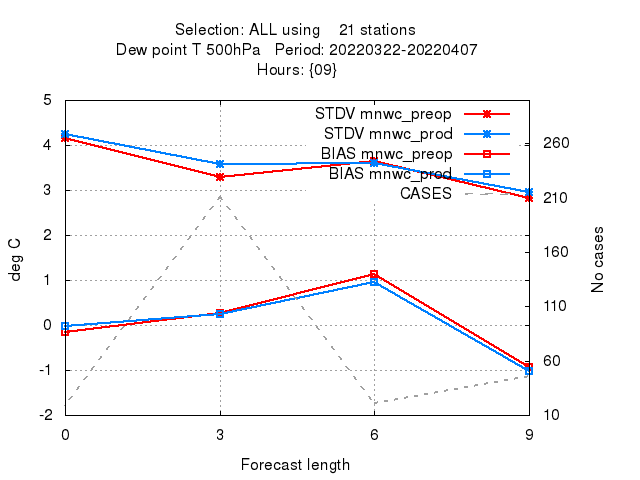 Selection: ALL using    21 stations
Dew point T 500hPa   Period: 20220322-20220407
Hours: {09}
STDV mnwc_preop
STDV mnwc_prod
BIAS mnwc_preop
BIAS mnwc_prod
CASES
5
4
3
2
1
0
-1
-2
deg C
260
210
160
110
60
10
No cases
0 3 6 9
Forecast length